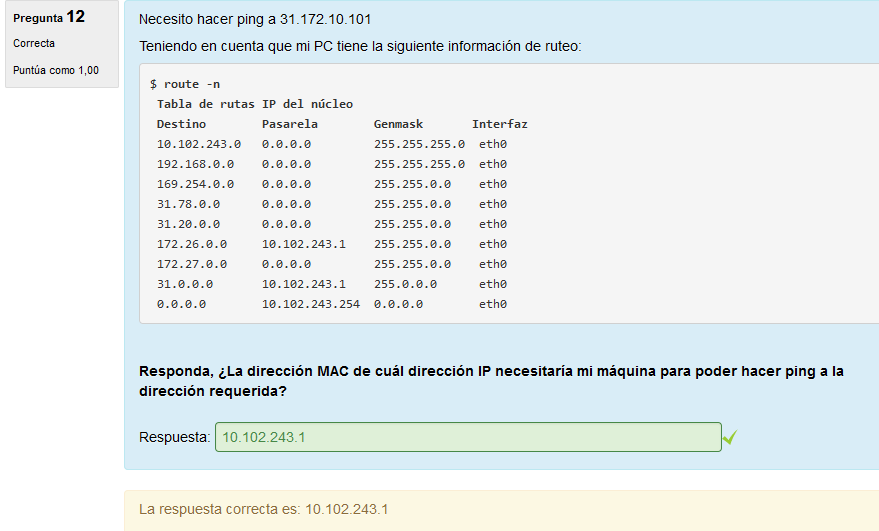 Pregunta 12
Correcta
Puntúa como 1,00
Necesito hacer ping a 31.172.10.101
Teniendo en cuenta que mi PC tiene la siguiente información de ruteo:
$ route -n
Tabla de rutas IP del núcleo
Destino Pasarela Genmask Interfaz
10.102.243.0 0.0.0.0 255.255.255.0 eth0
192.168.0.0 0.0.0.0 255.255.255.0 eth0
169.254.0.0 0.0.0.0 255.255.0.0 eth0
31.78.0.0 0.0.0.0 255.255.0.0 eth0
31.20.0.0 0.0.0.0 255.255.0.0 eth0
172.26.0.0 10.102.243.1 255.255.0.0 eth0
172.27.0.0 0.0.0.0 255.255.0.0 eth0
31.0.0.0 10.102.243.1 255.0.0.0 eth0
0.0.0.0 10.102.243.254 0.0.0.0 eth0
Responda, ¿La dirección MAC de cuál dirección IP necesitaría mi máquina para poder hacer ping a la
dirección requerida?
Respuesta: 10.102.243.1
La respuesta correcta es: 10.102.243.1